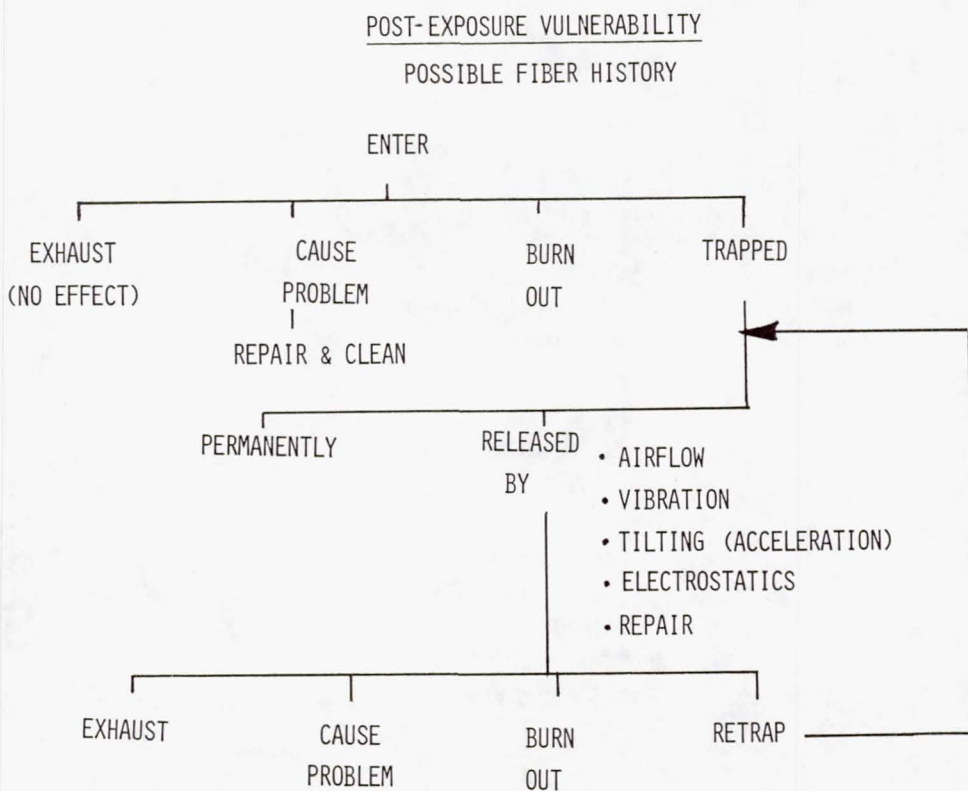 POST-EXPOSURE VULNERABILITY
POSSIBLE FIBER HISTORY
ENTER
EXHAUST
(NO EFFECT)
CAUSE
PROBLEM
REPAIR & CLEAN
BURN
OUT
TRAPPED
PERMANENTLY
RELEASED
BY
• AIRFLOW
• VIBRATION
• TILTING (ACCELERATION)
• ELECTROSTATICS
• REPAIR
EXHAUST
CAUSE
PROBLEM
BURN
OUT
RETRAP